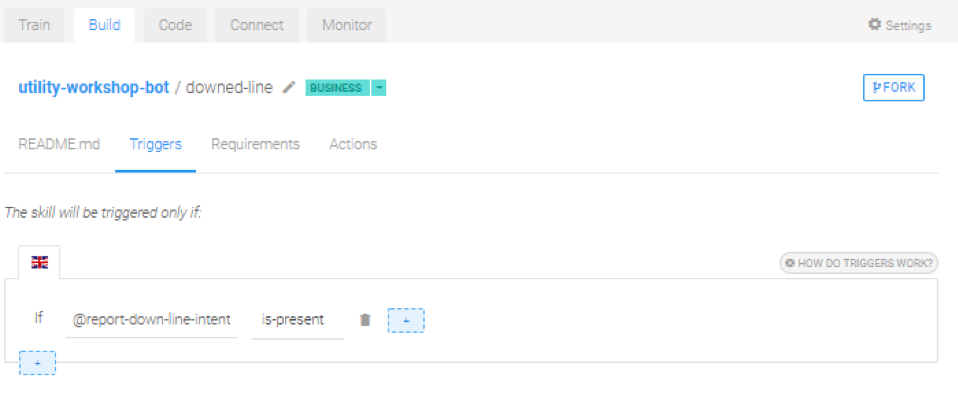 Train Build Code Connect Monitor Settings
utility-workshop-bot / downed-line BUSINESS FORK
README.md Triggers Requirements Actions
The skill will be triggered only if:
HOW DO TRIGGERS WORK?
If @report-down-line-intent is-present +
+